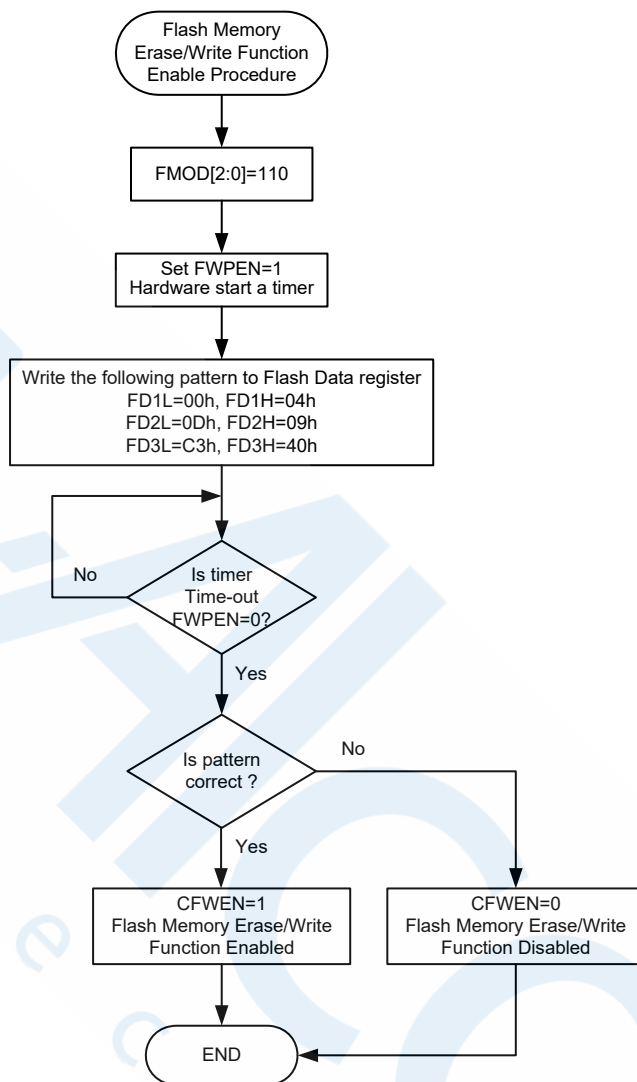 Flash Memory
Erase/Write Function
Enable Procedure
FMOD[2:0]=110
Set FWPEN=1
Hardware start a timer
Write the following pattern to Flash Data register
FD1L=00h, FD1H=04h
FD2L=0Dh, FD2H=09h
FD3L=C3h, FD3H=40h
No
Is timer
Time-out
FWPEN=0?
Yes
Is pattern
correct ?
No
Yes
CFWEN=1
Flash Memory Erase/Write
Function Enabled
CFWEN=0
Flash Memory Erase/Write
Function Disabled
END